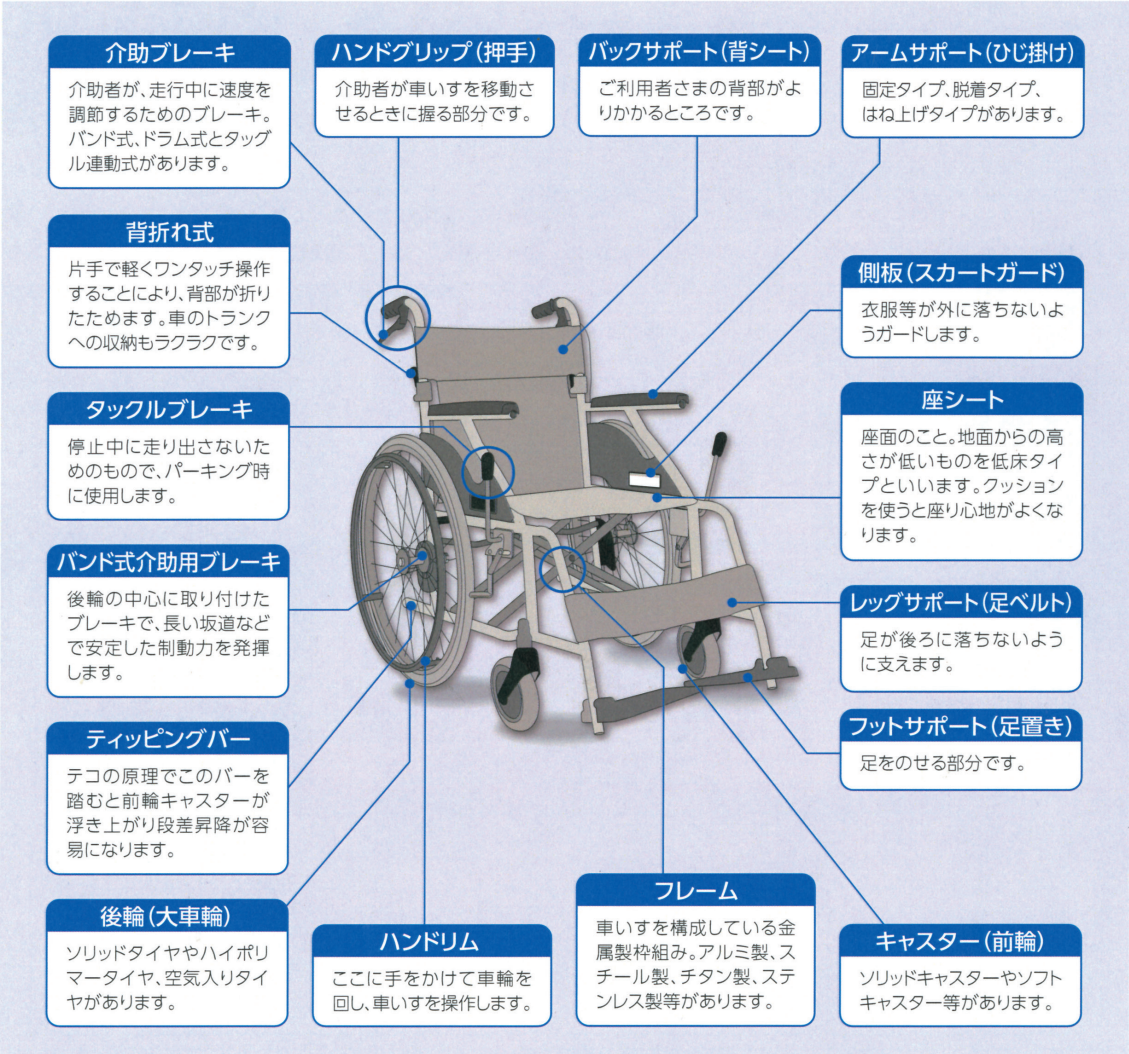 介助ブレーキ
介助者が、走行中に速度を
調節するためのブレーキ。
バンド式、ドラム式とタッグ
ル連動式があります。
ハンドグリップ（押手）
介助者が車いすを移動さ
せるときに握る部分です。
バックサポート（背シート）
ご利用者さまの背部がよ
りかかるところです。
アームサポート（ひじ掛け）
固定タイプ、脱着タイプ、
はね上げタイプがあります。
背折れ式
片手で軽くワンタッチ操作
することにより、背部が折り
たためます。車のトランク
への収納もラクラクです。
側板（スカートガード）
衣服等が外に落ちないよ
うガードします。
タックルブレーキ
停止中に走り出さないた
めのもので、パーキング時
に使用します。
座シート
座面のこと。地面からの高
さが低いものを低床タイ
プといいます。クッション
を使うと座り心地がよくな
ります。
バンド式介助用ブレーキ
後輪の中心に取り付けた
ブレーキで、長い坂道など
で安定した制動力を発揮
します。
レッグサポート（足ベルト）
足が後ろに落ちないよう
に支えます。
ティッピングバー
テコの原理でこのバーを
踏むと前輪キャスターが
浮き上がり段差昇降が容
易になります。
フットサポート（足置き）
足をのせる部分です。
後輪（大車輪）
ソリッドタイヤやハイポリ
マータイヤ、空気入りタイ
ヤがあります。
ハンドリム
ここに手をかけて車輪を
回し、車いすを操作します。
フレーム
車いすを構成している金
属製枠組み。アルミ製、ス
チール製、チタン製、ステ
ンレス製等があります。
キャスター（前輪）
ソリッドキャスターやソフト
キャスター等があります。